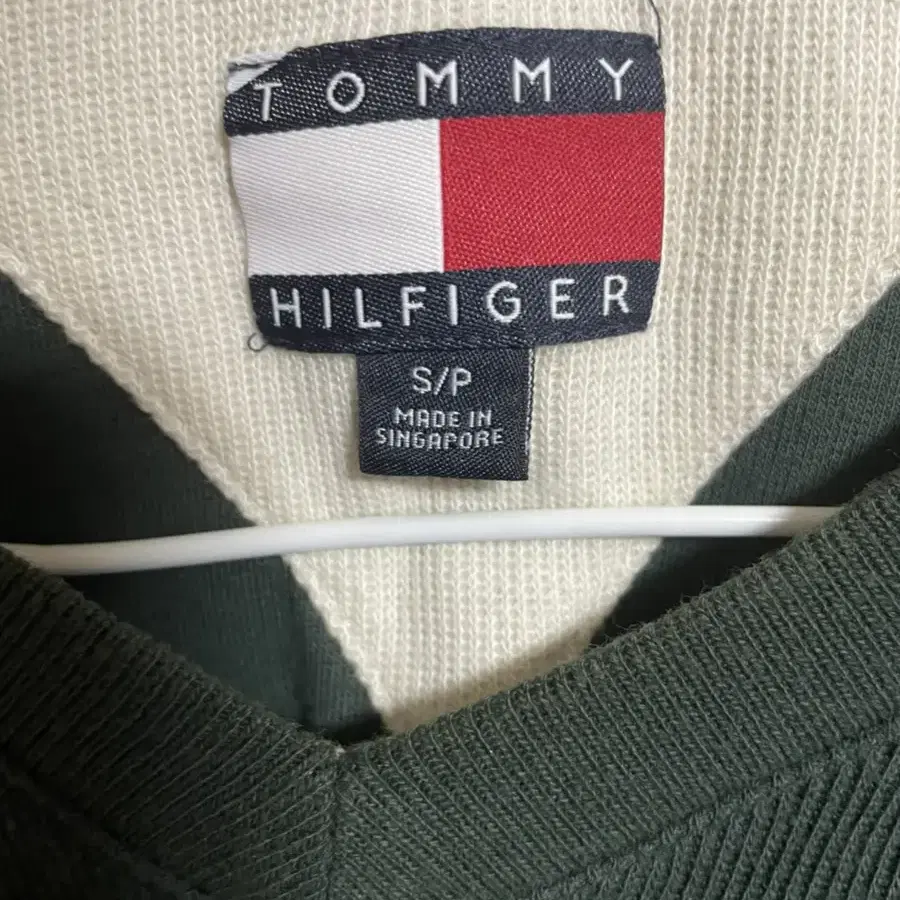 TOMMY
HILFIGER
S/P
MADE IN
SINGAPORE